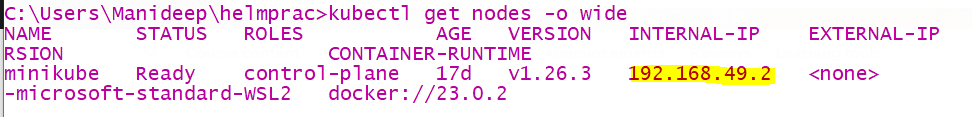 C:\Users\Manideep\helmprac>kubectl get nodes -o wide
NAME       STATUS   ROLES           AGE   VERSION   INTERNAL-IP    EXTERNAL-IP
RSION                CONTAINER-RUNTIME
minikube   Ready    control-plane   17d   v1.26.3   192.168.49.2   <none>
-microsoft-standard-WSL2   docker://23.0.2